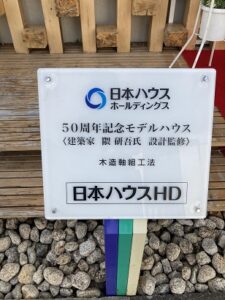 日本ハウス
ホールディングス
50周年記念モデルハウス
〈建築家 隈 研吾氏 設計監修〉
木造軸組工法
日本ハウスHD